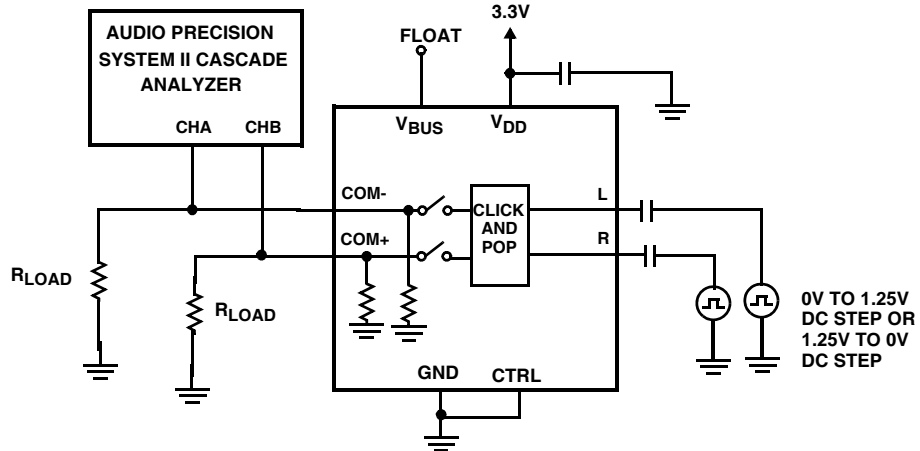 AUDIO PRECISION
SYSTEM II CASCADE
ANALYZER
CHA CHB
FLOAT
3.3V
VBUS VDD
COM-
COM+
CLICK
AND
POP
L
R
RLOAD
RLOAD
0V TO 1.25V
DC STEP OR
1.25V TO 0V
DC STEP
GND CTRL